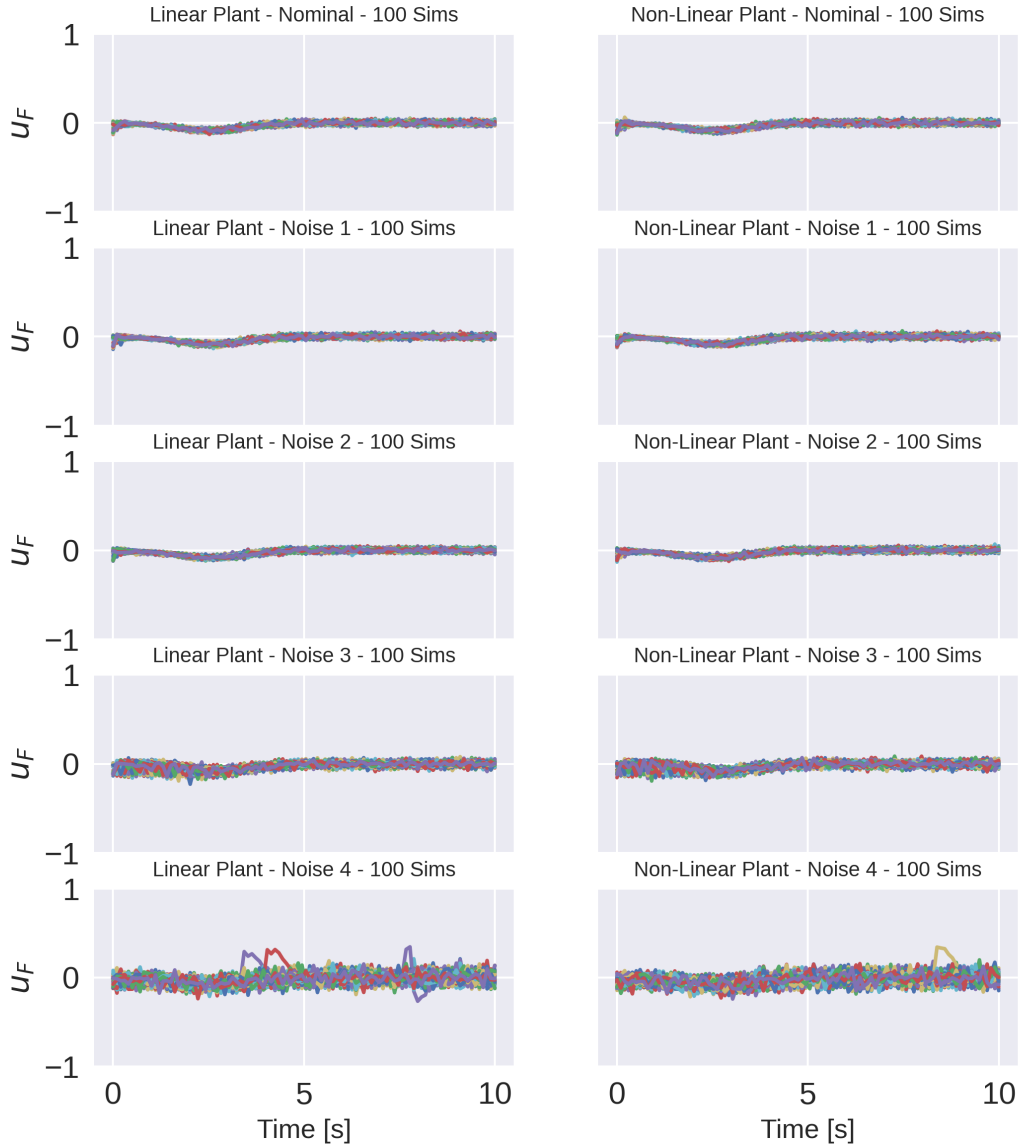 Linear Plant - Nominal - 100 Sims
Non-Linear Plant - Nominal - 100 Sims
1
0
−1
u_F
Linear Plant - Noise 1 - 100 Sims
Non-Linear Plant - Noise 1 - 100 Sims
1
0
−1
u_F
Linear Plant - Noise 2 - 100 Sims
Non-Linear Plant - Noise 2 - 100 Sims
1
0
−1
u_F
Linear Plant - Noise 3 - 100 Sims
Non-Linear Plant - Noise 3 - 100 Sims
1
0
−1
u_F
Linear Plant - Noise 4 - 100 Sims
Non-Linear Plant - Noise 4 - 100 Sims
1
0
−1
u_F
0 5 10
0 5 10
Time [s]
Time [s]